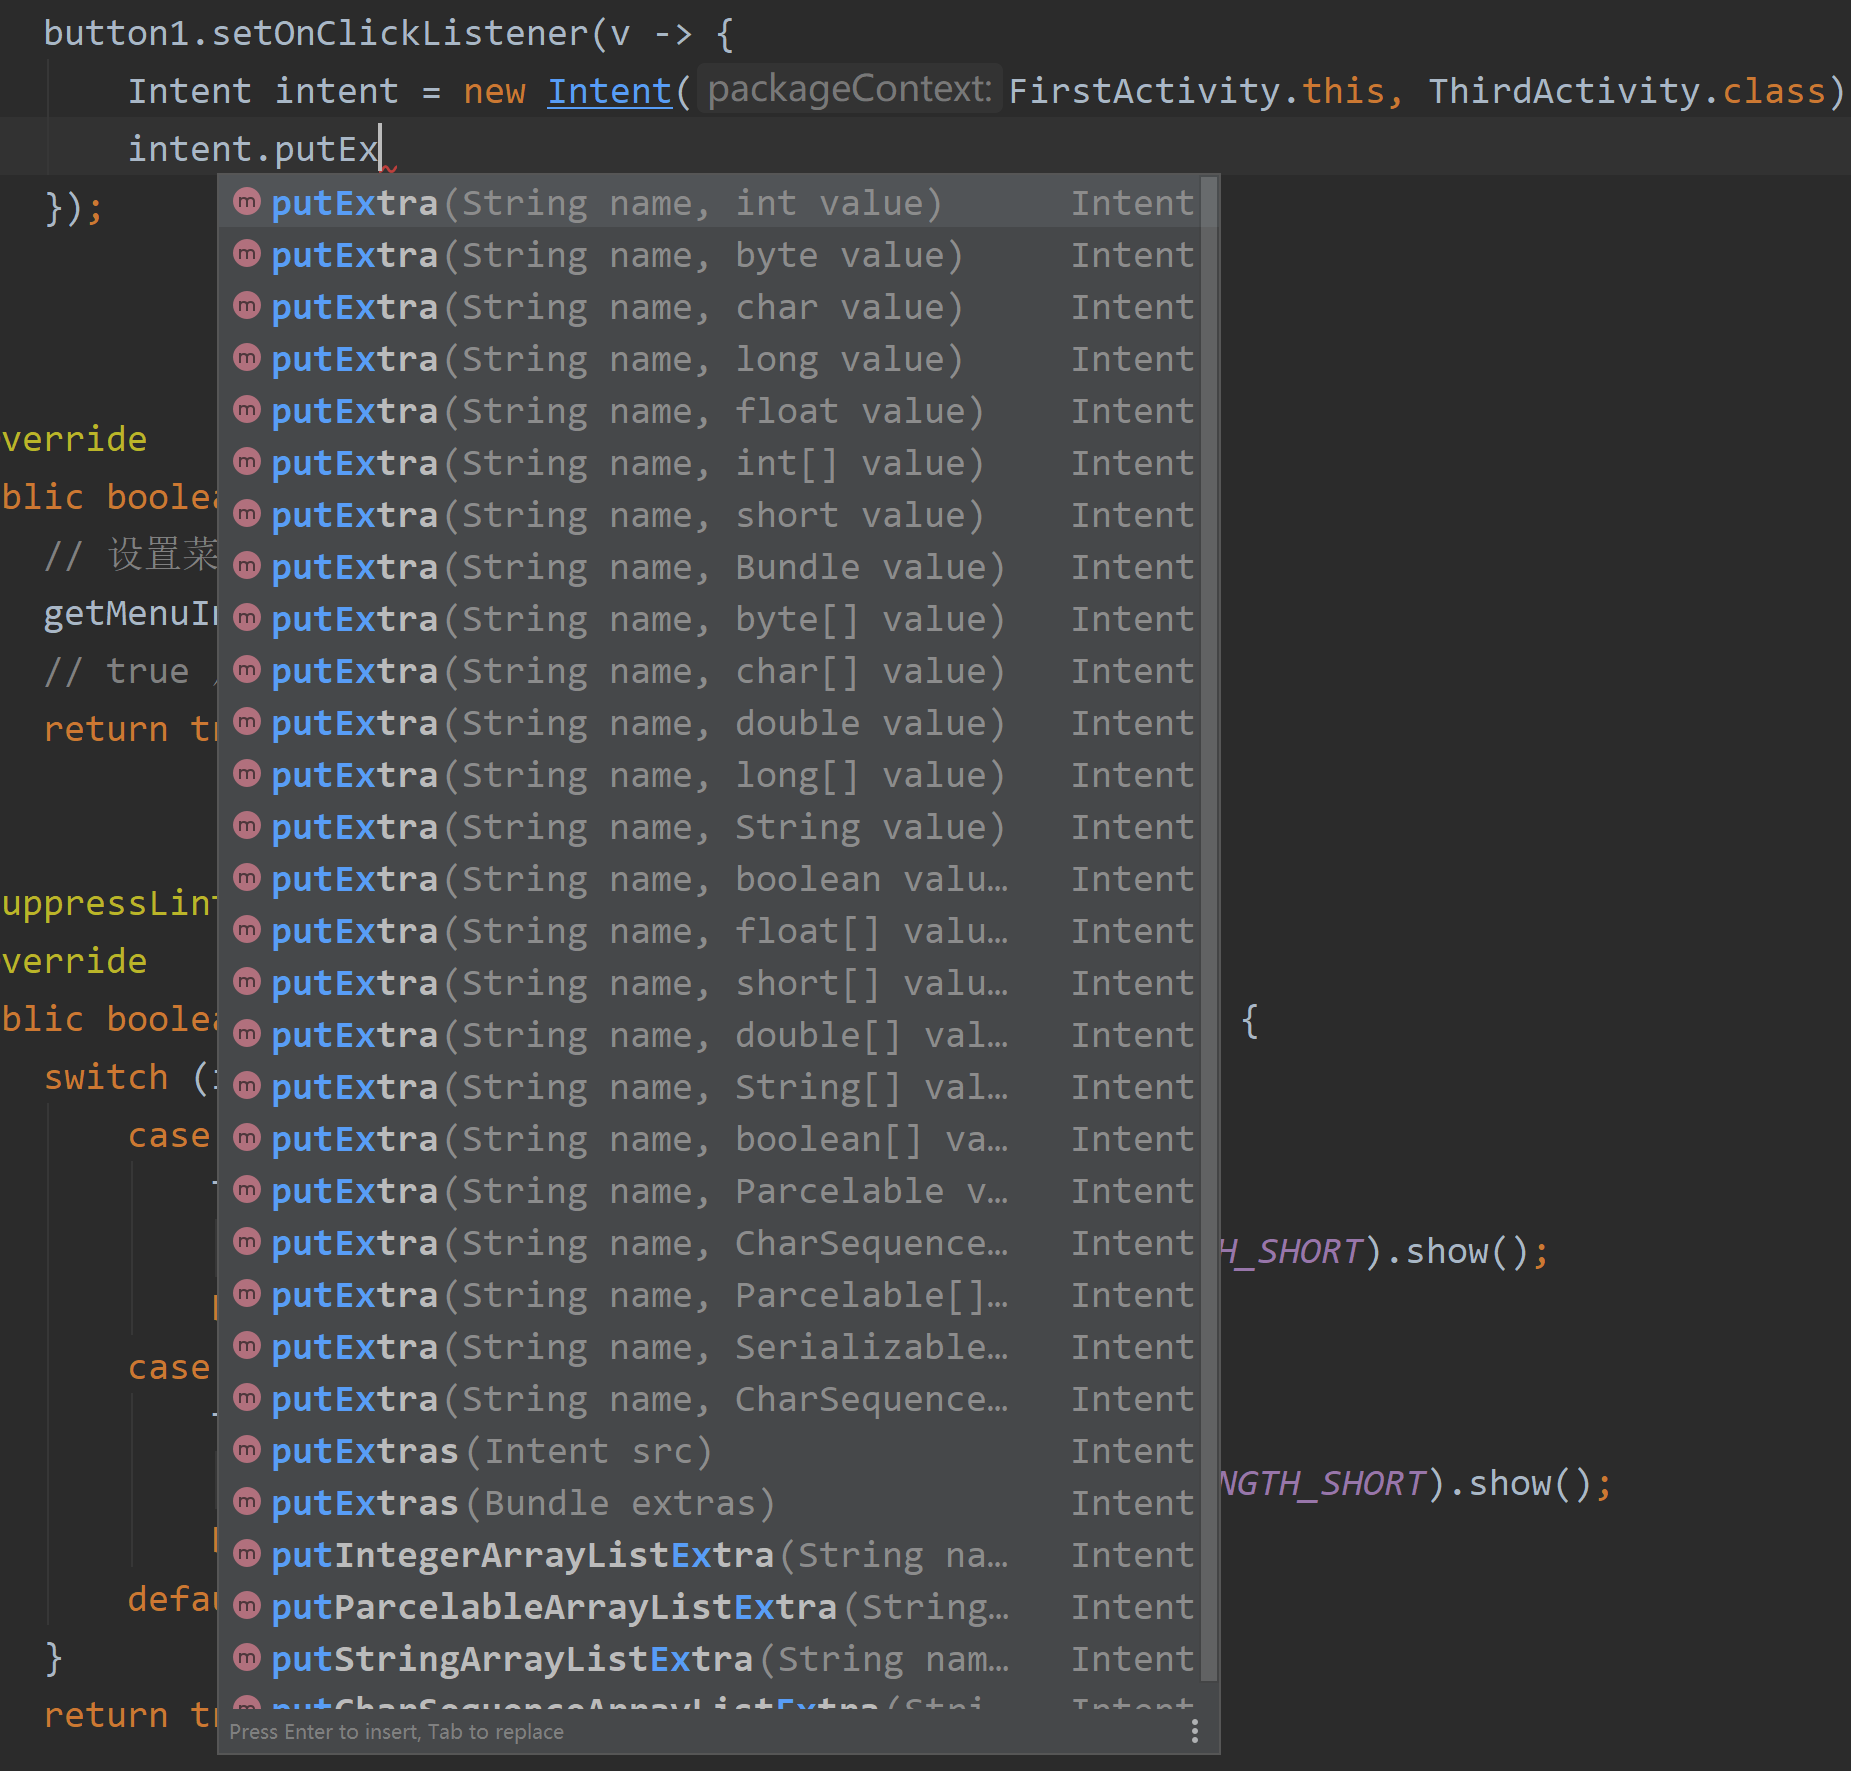 button1.setOnClickListener(v -> {
Intent intent = new Intent( packageContext: FirstActivity.this, ThirdActivity.class)
intent.putEx
});
putExtra(String name, int value) Intent
putExtra(String name, byte value) Intent
putExtra(String name, char value) Intent
putExtra(String name, long value) Intent
putExtra(String name, float value) Intent
verride
putExtra(String name, int[] value) Intent
blic boolea
putExtra(String name, short value) Intent
// 设置菜
putExtra(String name, Bundle value) Intent
getMenuIn
putExtra(String name, byte[] value) Intent
// true
putExtra(String name, char[] value) Intent
return tr
putExtra(String name, double value) Intent
putExtra(String name, long[] value) Intent
putExtra(String name, String value) Intent
putExtra(String name, boolean valu… Intent
uppressLint
putExtra(String name, float[] valu… Intent
verride
putExtra(String name, short[] valu… Intent
blic boolea {
putExtra(String name, double[] val… Intent
switch (i
putExtra(String name, String[] val… Intent
case
putExtra(String name, boolean[] va… Intent
putExtra(String name, Parcelable v… Intent
putExtra(String name, CharSequence… Intent
H_SHORT).show();
putExtra(String name, Parcelable[]… Intent
putExtra(String name, Serializable… Intent
case
putExtra(String name, CharSequence… Intent
putExtras(Intent src) Intent
NGTH_SHORT).show();
putExtras(Bundle extras) Intent
putIntegerArrayListExtra(String na… Intent
defau
putParcelableArrayListExtra(String… Intent
}
putStringArrayListExtra(String nam… Intent
putCharSequenceArrayListExtra(Stri… Intent
return tr
Press Enter to insert, Tab to replace